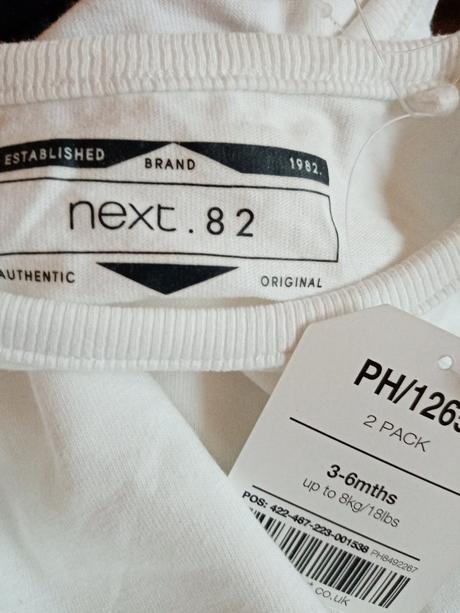 ESTABLISHED BRAND 1982.
next.82
AUTHENTIC ORIGINAL
PH/1265
2 PACK
3-6mths
up to 8kg/18lbs
POS: 422-467-223-001538 PH8492267
t.co.uk